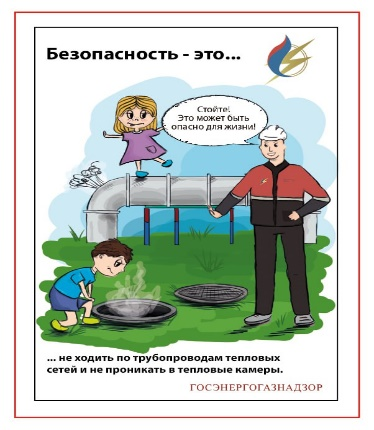 Безопасность - это...
Стойте!
Это может быть
опасно для жизни!
... не ходить по трубопроводам тепловых
сетей и не проникать в тепловые камеры.
ГОСЭНЕРГОГАЗНАДЗОР